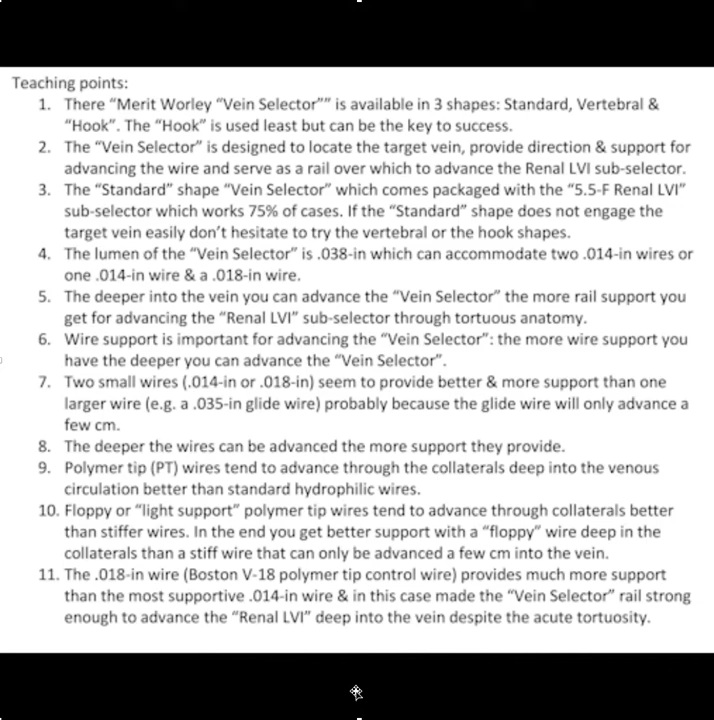 Teaching points:
1. There “Merit Worley “Vein Selector”” is available in 3 shapes: Standard, Vertebral &
“Hook”. The “Hook” is used least but can be the key to success.
2. The “Vein Selector” is designed to locate the target vein, provide direction & support for
advancing the wire and serve as a rail over which to advance the Renal LVI sub-selector.
3. The “Standard” shape “Vein Selector” which comes packaged with the “5.5-F Renal LVI”
sub-selector which works 75% of cases. If the “Standard” shape does not engage the
target vein easily don’t hesitate to try the vertebral or the hook shapes.
4. The lumen of the “Vein Selector” is .038-in which can accommodate two .014-in wires or
one .014-in wire & a .018-in wire.
5. The deeper into the vein you can advance the “Vein Selector” the more rail support you
get for advancing the “Renal LVI” sub-selector through tortuous anatomy.
6. Wire support is important for advancing the “Vein Selector”: the more wire support you
have the deeper you can advance the “Vein Selector”.
7. Two small wires (.014-in or .018-in) seem to provide better & more support than one
larger wire (e.g. a .035-in glide wire) probably because the glide wire will only advance a
few cm.
8. The deeper the wires can be advanced the more support they provide.
9. Polymer tip (PT) wires tend to advance through the collaterals deep into the venous
circulation better than standard hydrophilic wires.
10. Floppy or “light support” polymer tip wires tend to advance through collaterals better
than stiffer wires. In the end you get better support with a “floppy” wire deep in the
collaterals than a stiff wire that can only be advanced a few cm into the vein.
11. The .018-in wire (Boston V-18 polymer tip control wire) provides much more support
than the most supportive .014-in wire & in this case made the “Vein Selector” rail strong
enough to advance the “Renal LVI” deep into the vein despite the acute tortuosity.